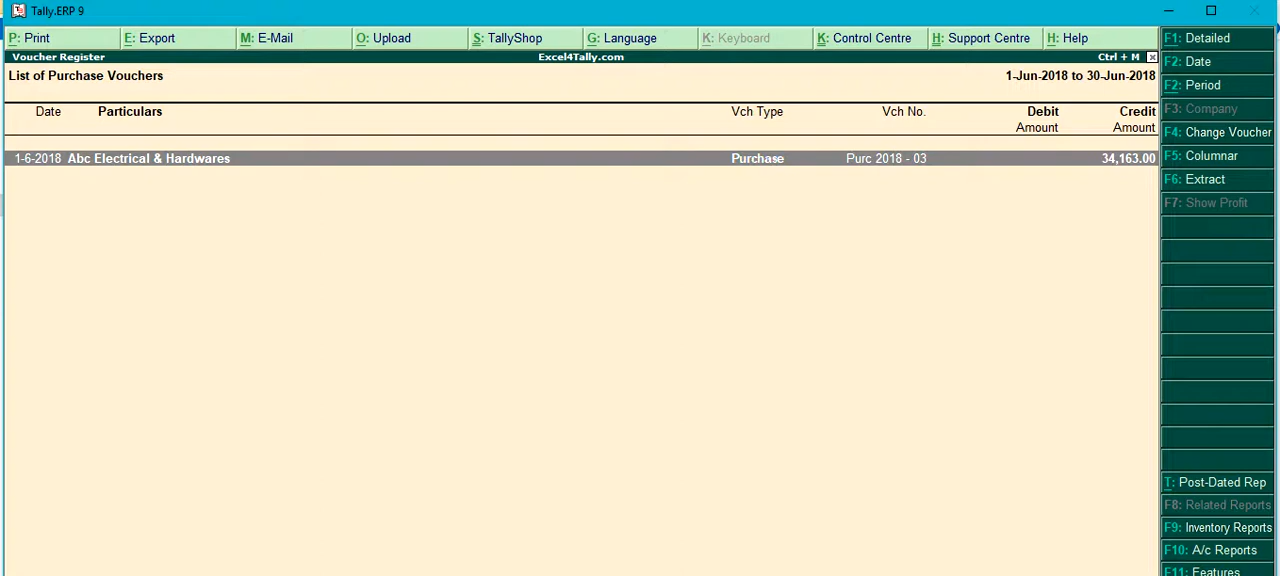 Tally.ERP 9
P: Print E: Export M: E-Mail O: Upload S: TallyShop G: Language K: Keyboard K: Control Centre H: Support Centre H: Help
Voucher Register Excel4Tally.com Ctrl + M
List of Purchase Vouchers 1-Jun-2018 to 30-Jun-2018
Date Particulars Vch Type Vch No. Debit Credit
Amount Amount
1-6-2018 Abc Electrical & Hardwares Purchase Purc 2018 - 03 34,163.00
F1: Detailed
F2: Date
F2: Period
F3: Company
F4: Change Voucher
F5: Columnar
F6: Extract
F7: Show Profit
T: Post-Dated Rep
F8: Related Reports
F9: Inventory Reports
F10: A/c Reports
F11: Features